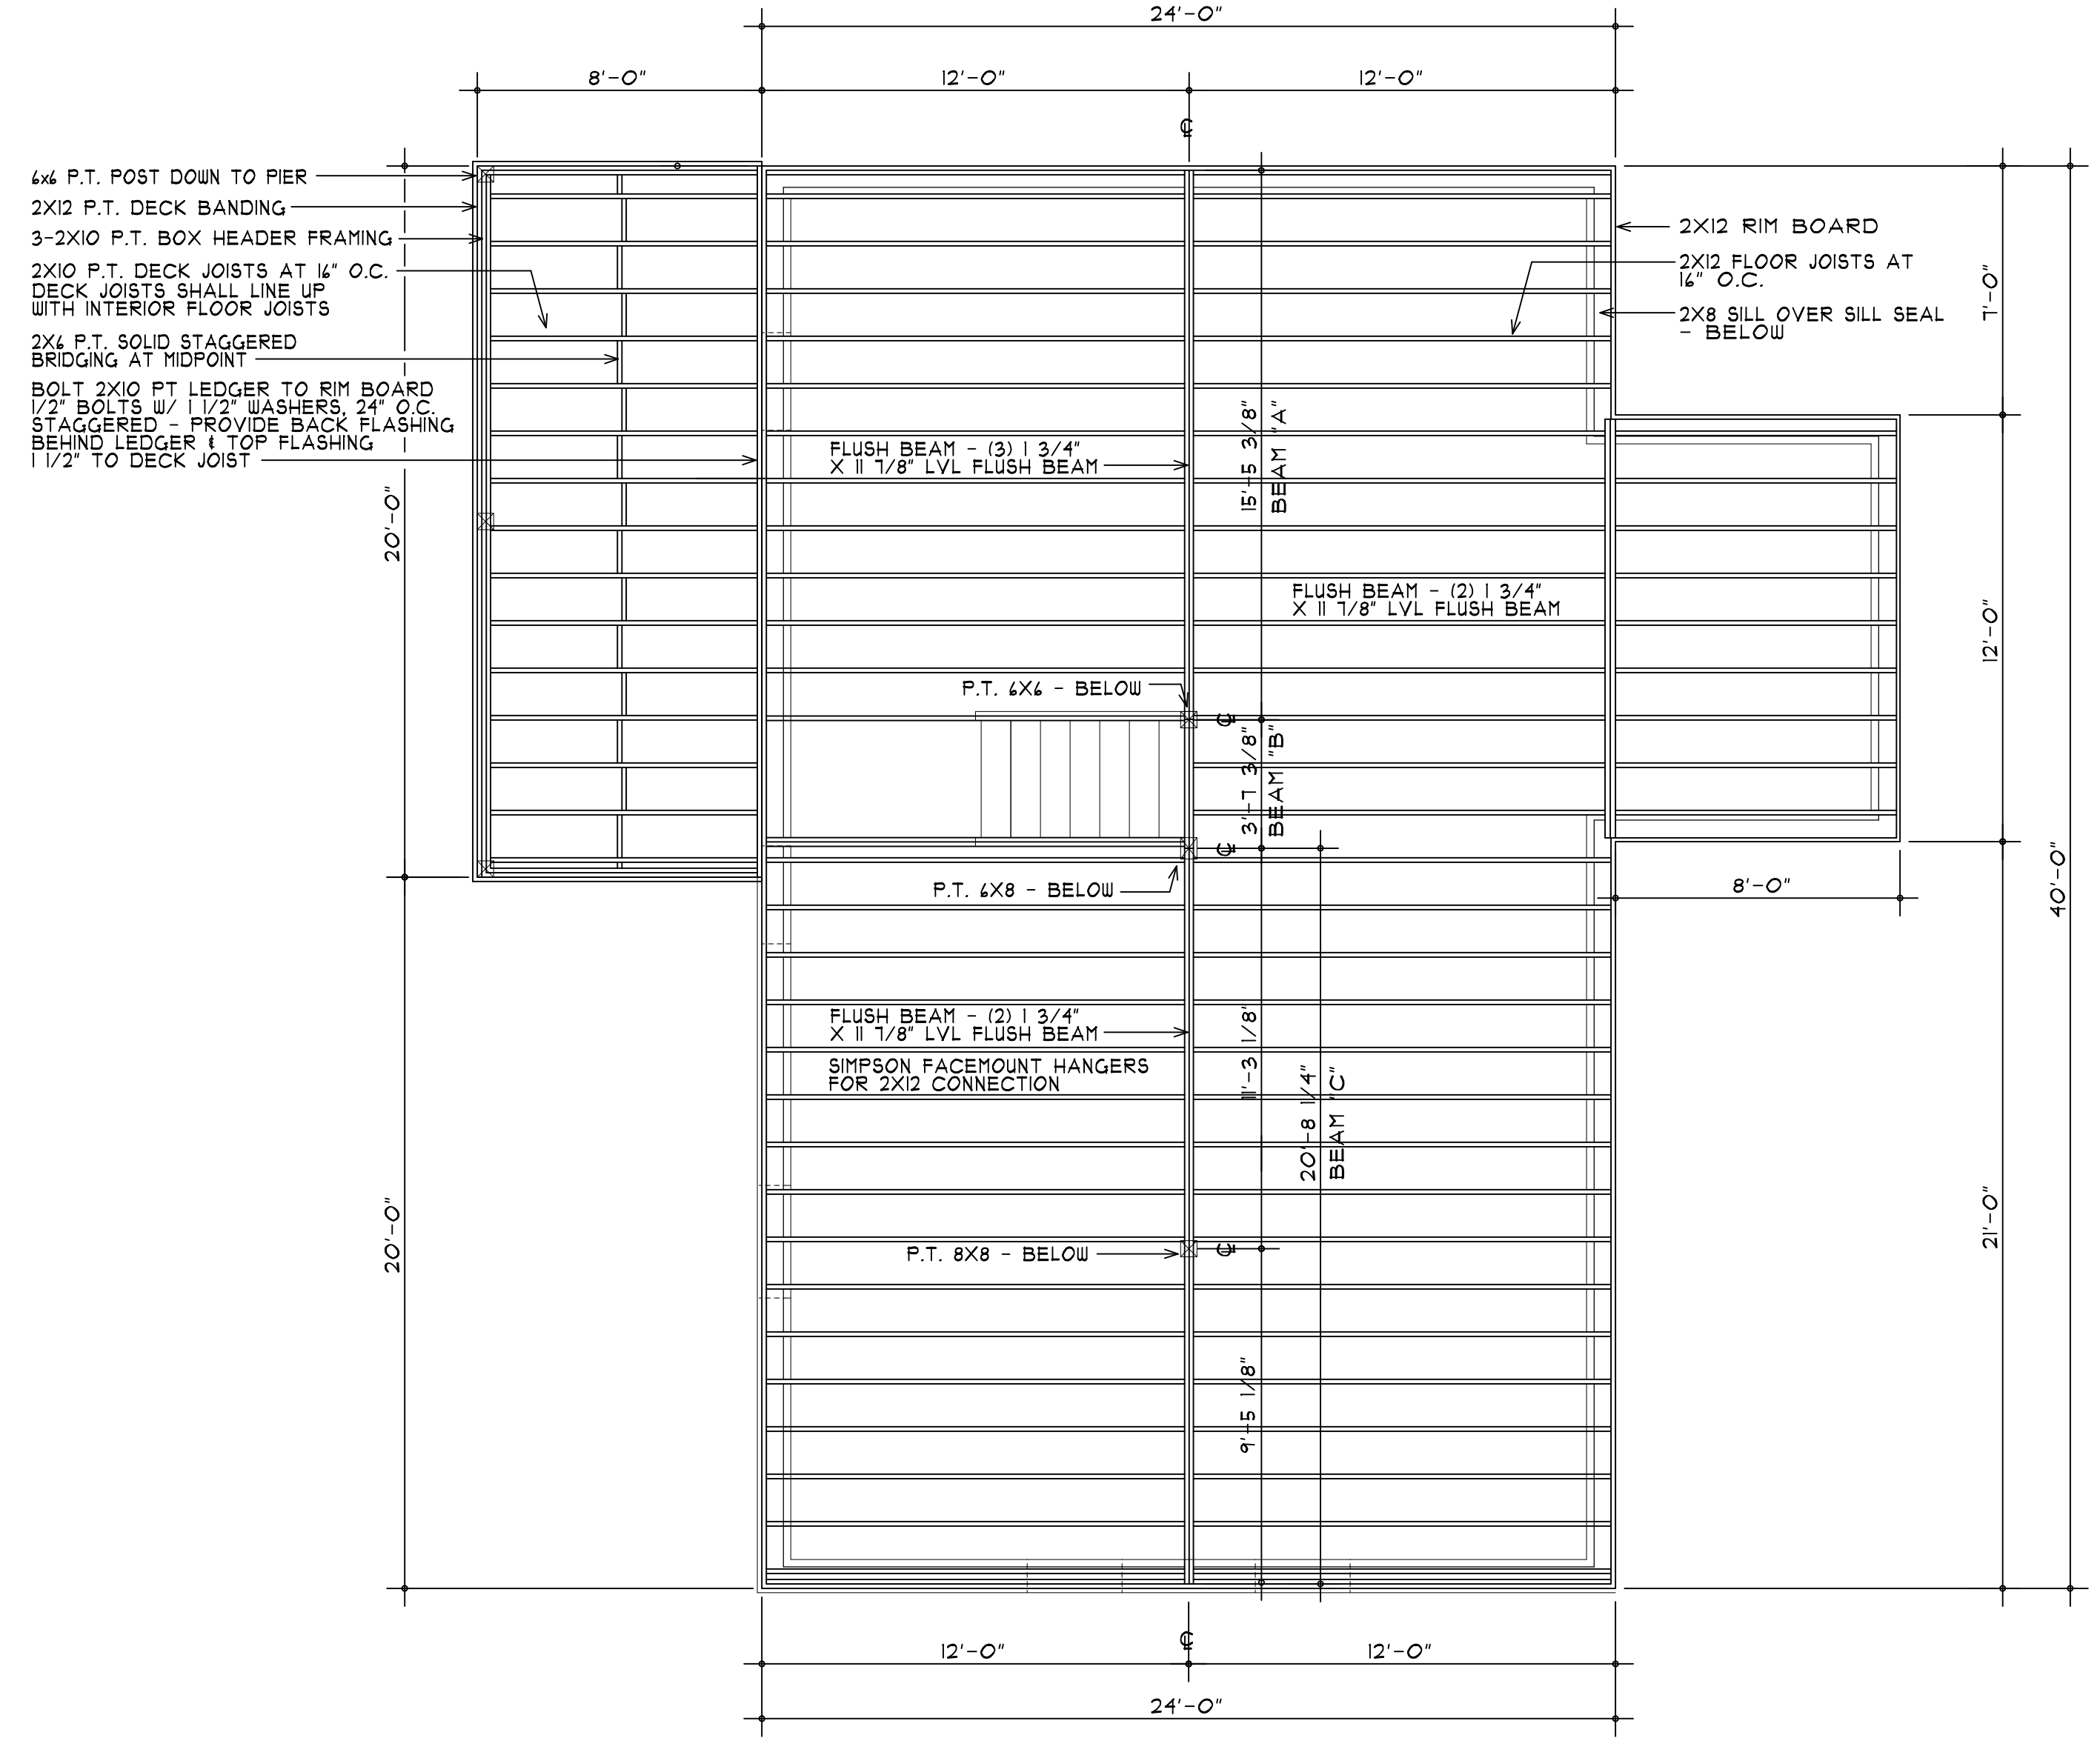 24'-0"
8'-0"
12'-0"
12'-0"
℄
6x6 P.T. POST DOWN TO PIER
2X12 P.T. DECK BANDING
3-2X10 P.T. BOX HEADER FRAMING
2X10 P.T. DECK JOISTS AT 16" O.C.
DECK JOISTS SHALL LINE UP
WITH INTERIOR FLOOR JOISTS
2X6 P.T. SOLID STAGGERED
BRIDGING AT MIDPOINT
BOLT 2X10 PT LEDGER TO RIM BOARD
1/2" BOLTS W/ 1 1/2" WASHERS, 24" O.C.
STAGGERED - PROVIDE BACK FLASHING
BEHIND LEDGER & TOP FLASHING
1 1/2" TO DECK JOIST
2X12 RIM BOARD
2X12 FLOOR JOISTS AT
16" O.C.
2X8 SILL OVER SILL SEAL
- BELOW
7'-0"
FLUSH BEAM - (3) 1 3/4"
X 11 7/8" LVL FLUSH BEAM
15'-5 3/8"
BEAM "A"
20'-0"
FLUSH BEAM - (2) 1 3/4"
X 11 7/8" LVL FLUSH BEAM
12'-0"
P.T. 6X6 - BELOW
℄
3'-7 3/8"
BEAM "B"
℄
P.T. 6X8 - BELOW
8'-0"
40'-0"
FLUSH BEAM - (2) 1 3/4"
X 11 7/8" LVL FLUSH BEAM
SIMPSON FACEMOUNT HANGERS
FOR 2X12 CONNECTION
11'-3 1/8"
20'-8 1/4"
BEAM "C"
20'-0"
21'-0"
P.T. 8X8 - BELOW
℄
9'-5 1/8"
℄
12'-0"
12'-0"
24'-0"